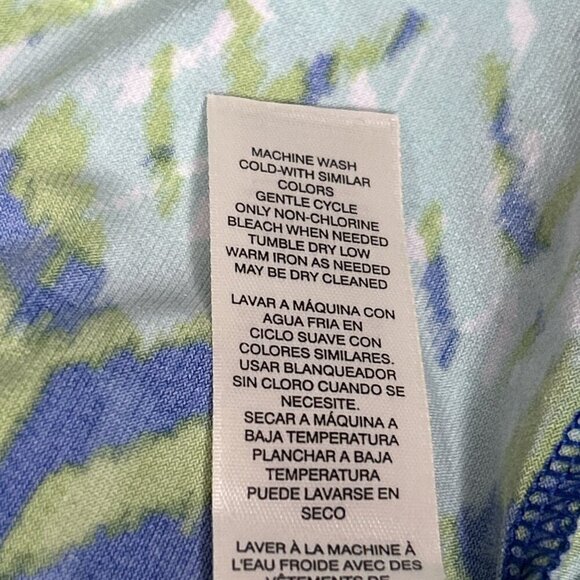 MACHINE WASH
COLD-WITH SIMILAR
COLORS
GENTLE CYCLE
ONLY NON-CHLORINE
BLEACH WHEN NEEDED
TUMBLE DRY LOW
WARM IRON AS NEEDED
MAY BE DRY CLEANED
LAVAR A MÁQUINA CON
AGUA FRIA EN
CICLO SUAVE CON
COLORES SIMILARES.
USAR BLANQUEADOR
SIN CLORO CUANDO SE
NECESITE.
SECAR A MÁQUINA A
BAJA TEMPERATURA
PLANCHAR A BAJA
TEMPERATURA
PUEDE LAVARSE EN
SECO
LAVER À LA MACHINE À
L'EAU FROIDE AVEC DES
VÊTEMENTS DE